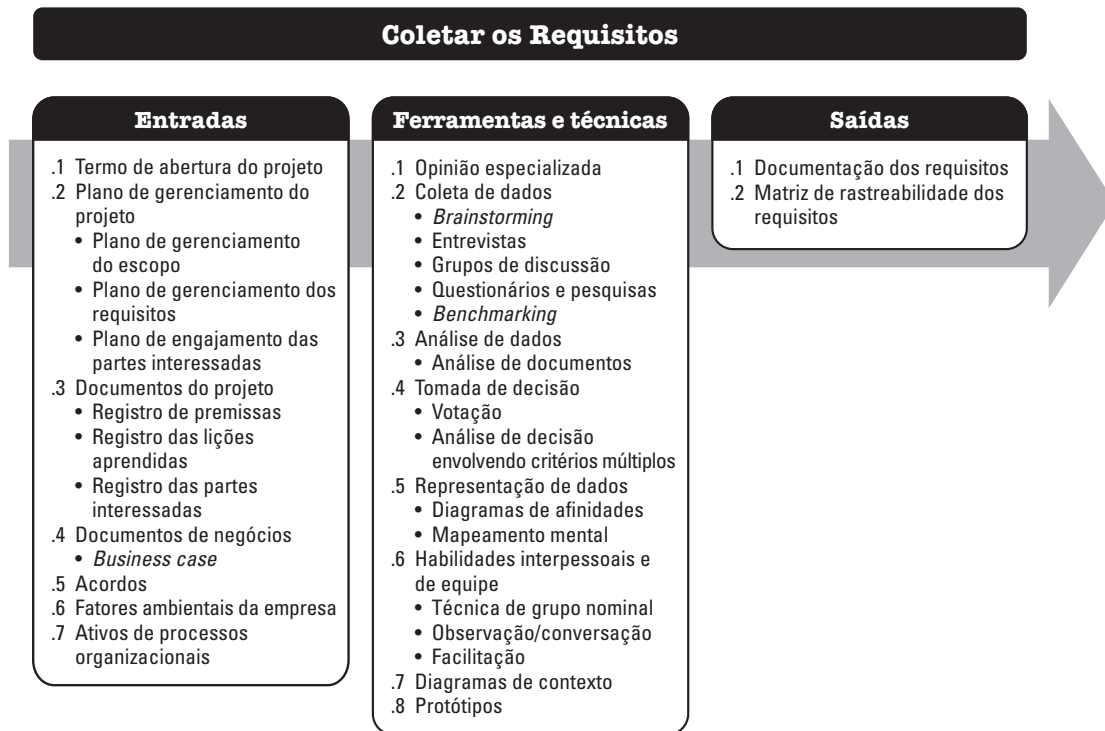 Coletar os Requisitos
Entradas
.1 Termo de abertura do projeto
.2 Plano de gerenciamento do
projeto
• Plano de gerenciamento
do escopo
• Plano de gerenciamento dos
requisitos
• Plano de engajamento das
partes interessadas
.3 Documentos do projeto
• Registro de premissas
• Registro das lições
aprendidas
• Registro das partes
interessadas
.4 Documentos de negócios
• Business case
.5 Acordos
.6 Fatores ambientais da empresa
.7 Ativos de processos
organizacionais
Ferramentas e técnicas
.1 Opinião especializada
.2 Coleta de dados
• Brainstorming
• Entrevistas
• Grupos de discussão
• Questionários e pesquisas
• Benchmarking
.3 Análise de dados
• Análise de documentos
.4 Tomada de decisão
• Votação
• Análise de decisão
envolvendo critérios múltiplos
.5 Representação de dados
• Diagramas de afinidades
• Mapeamento mental
.6 Habilidades interpessoais e
de equipe
• Técnica de grupo nominal
• Observação/conversação
• Facilitação
.7 Diagramas de contexto
.8 Protótipos
Saídas
.1 Documentação dos requisitos
.2 Matriz de rastreabilidade dos
requisitos